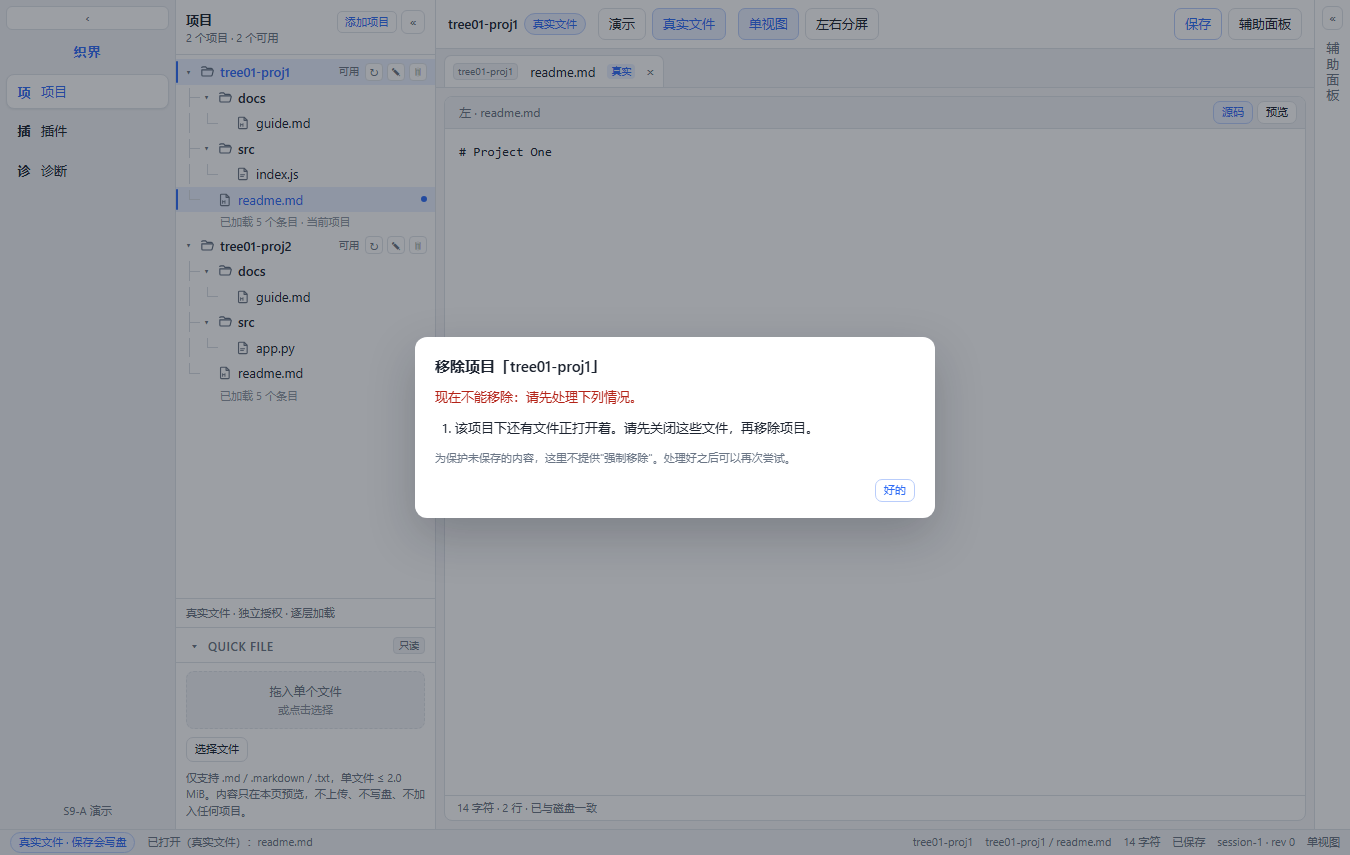 ‹
织界
项 项目
插 插件
诊 诊断
S9-A 演示
项目
2 个项目 · 2 个可用
添加项目
«
tree01-proj1 可用 ↻
docs
guide.md
src
index.js
readme.md
已加载 5 个条目 · 当前项目
tree01-proj2 可用 ↻
docs
guide.md
src
app.py
readme.md
已加载 5 个条目
真实文件 · 独立授权 · 逐层加载
QUICK FILE 只读
拖入单个文件
或点击选择
选择文件
仅支持 .md / .markdown / .txt，单文件 ≤ 2.0
MiB。内容只在本页预览，不上传、不写盘、不加
入任何项目。
tree01-proj1 真实文件 演示 真实文件 单视图 左右分屏 保存 辅助面板
tree01-proj1 readme.md 真实 ×
左 · readme.md 源码 预览
# Project One
移除项目「tree01-proj1」
现在不能移除：请先处理下列情况。
1. 该项目下还有文件正打开着。请先关闭这些文件，再移除项目。
为保护未保存的内容，这里不提供"强制移除"。处理好之后可以再次尝试。
好的
14 字符 · 2 行 · 已与磁盘一致
«
辅助面板
真实文件 · 保存会写盘 已打开（真实文件）：readme.md tree01-proj1 tree01-proj1 / readme.md 14 字符 已保存 session-1 · rev 0 单视图